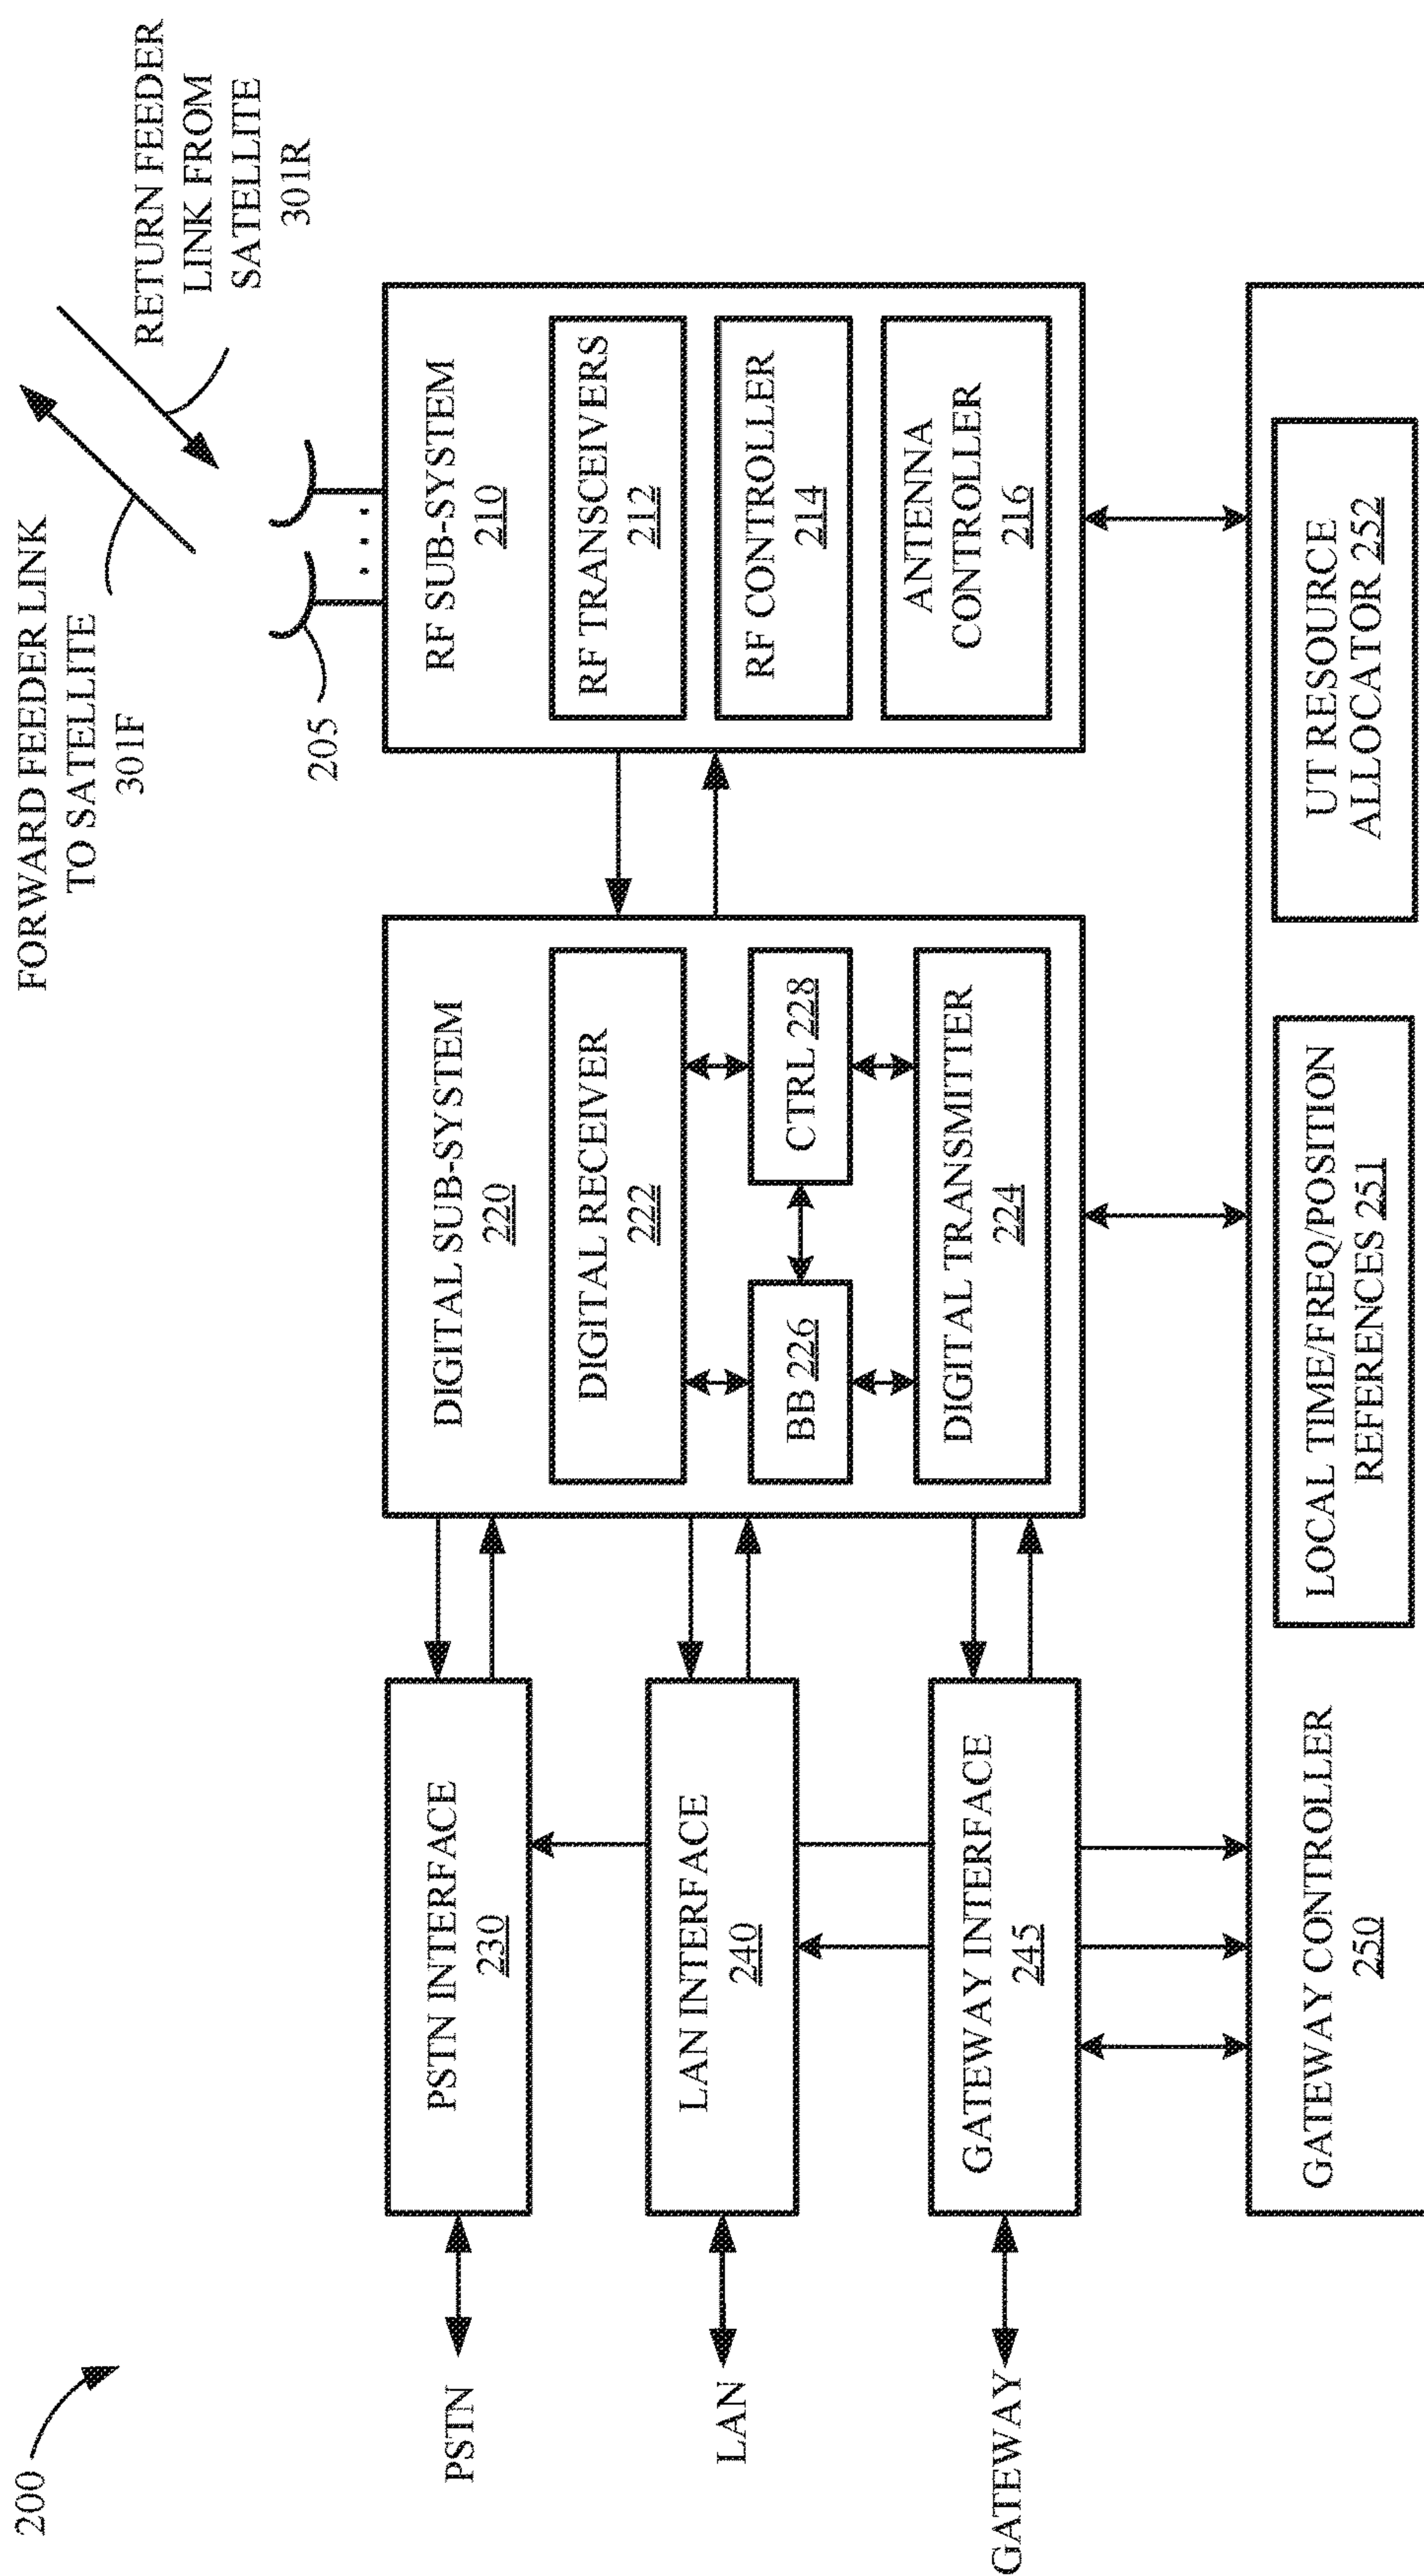 200
FORWARD FEEDER LINK
TO SATELLITE
301F
RETURN FEEDER
LINK FROM
SATELLITE
301R
205
PSTN
PSTN INTERFACE
230
LAN
LAN INTERFACE
240
GATEWAY
GATEWAY INTERFACE
245
DIGITAL SUB-SYSTEM
220
DIGITAL RECEIVER
222
BB 226
CTRL 228
DIGITAL TRANSMITTER
224
RF SUB-SYSTEM
210
RF TRANSCEIVERS
212
RF CONTROLLER
214
ANTENNA
CONTROLLER
216
GATEWAY CONTROLLER
250
LOCAL TIME/FREQ/POSITION
REFERENCES 251
UT RESOURCE
ALLOCATOR 252